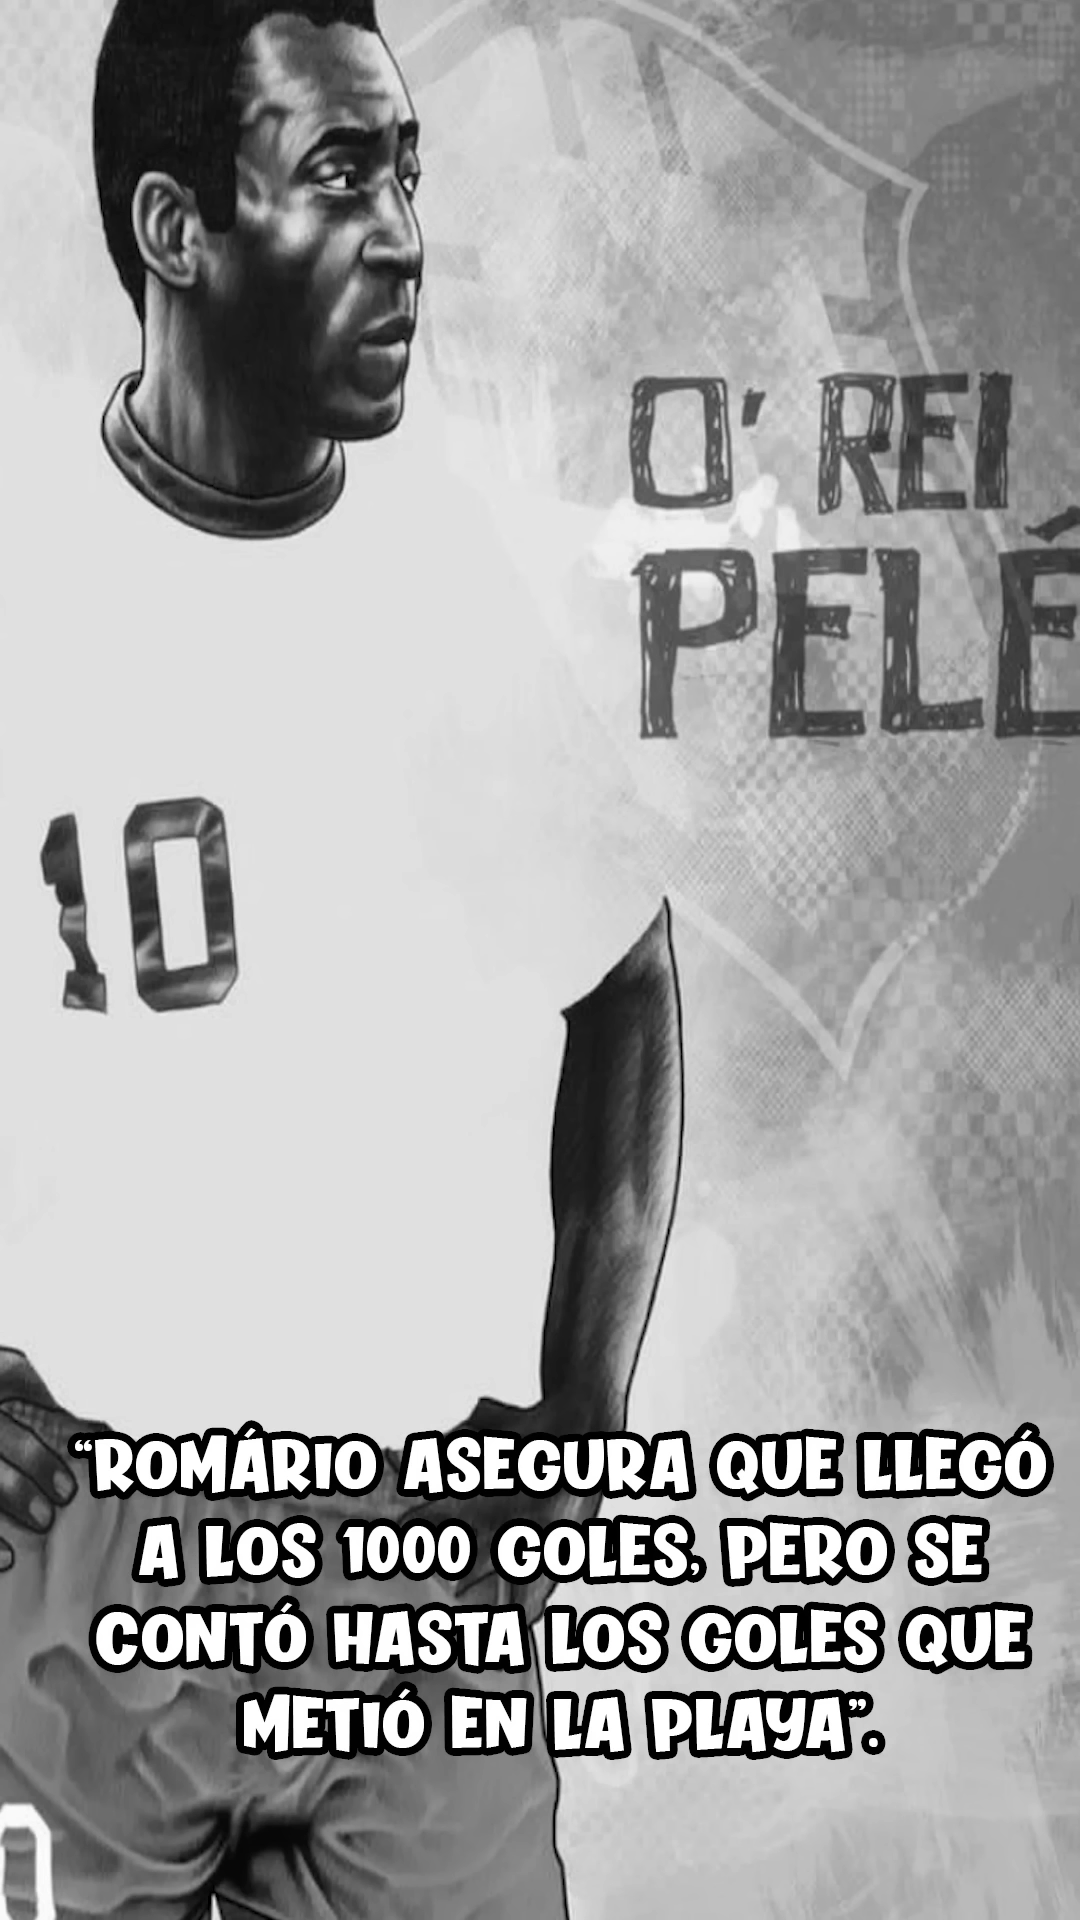 O' REI
PELÉ
10
“ROMÁRIO ASEGURA QUE LLEGÓ
A LOS 1000 GOLES, PERO SE
CONTÓ HASTA LOS GOLES QUE
METIÓ EN LA PLAYA”.
0